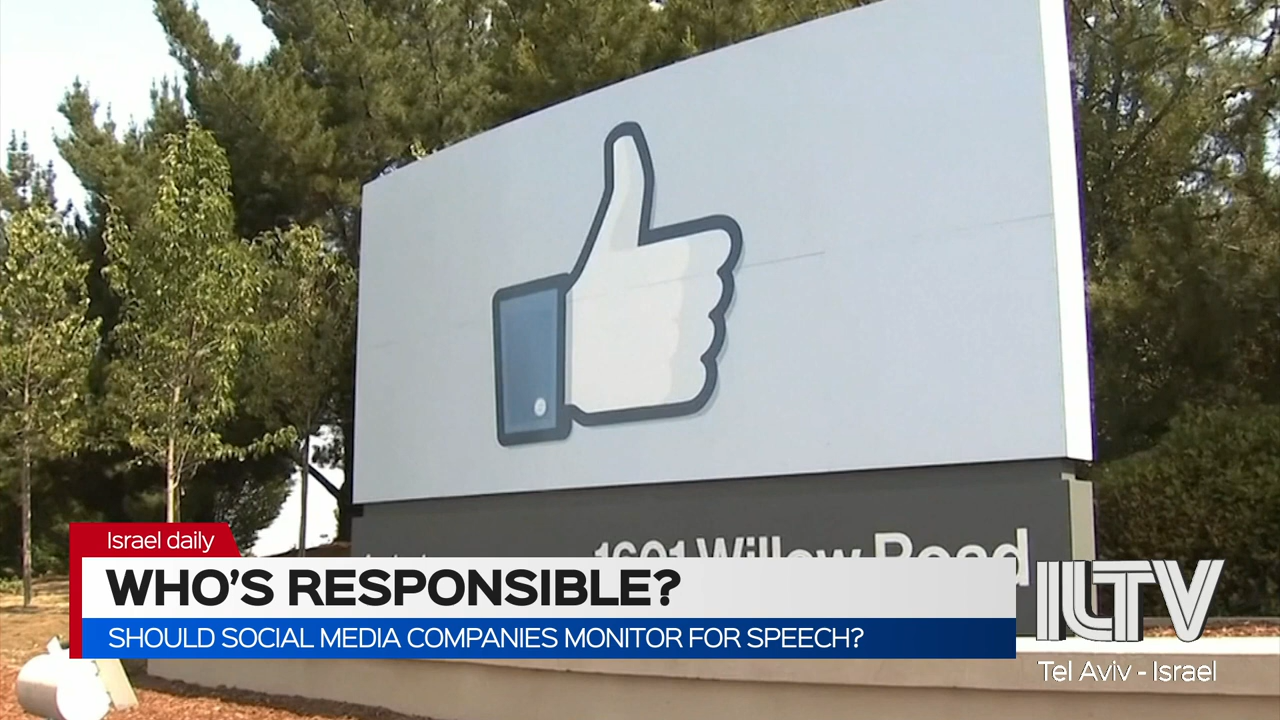 1601 Willow Road
Israel daily
WHO'S RESPONSIBLE?
SHOULD SOCIAL MEDIA COMPANIES MONITOR FOR SPEECH?
ILTV
Tel Aviv - Israel